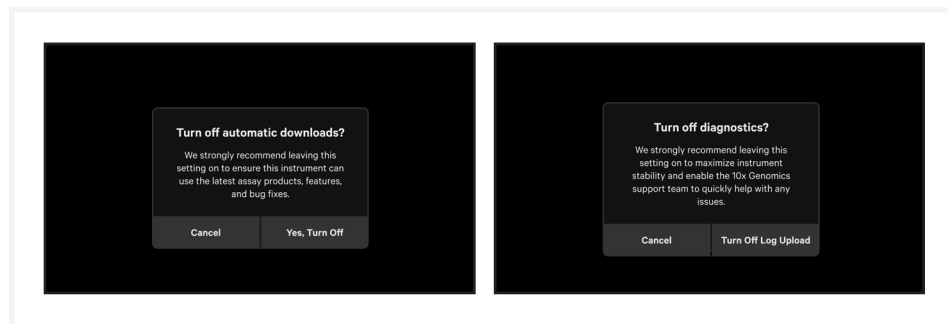 Turn off automatic downloads?
We strongly recommend leaving this
setting on to ensure this instrument can
use the latest assay products, features,
and bug fixes.
Cancel
Yes, Turn Off
Turn off diagnostics?
We strongly recommend leaving this
setting on to maximize instrument
stability and enable the 10x Genomics
support team to quickly help with any
issues.
Cancel
Turn Off Log Upload